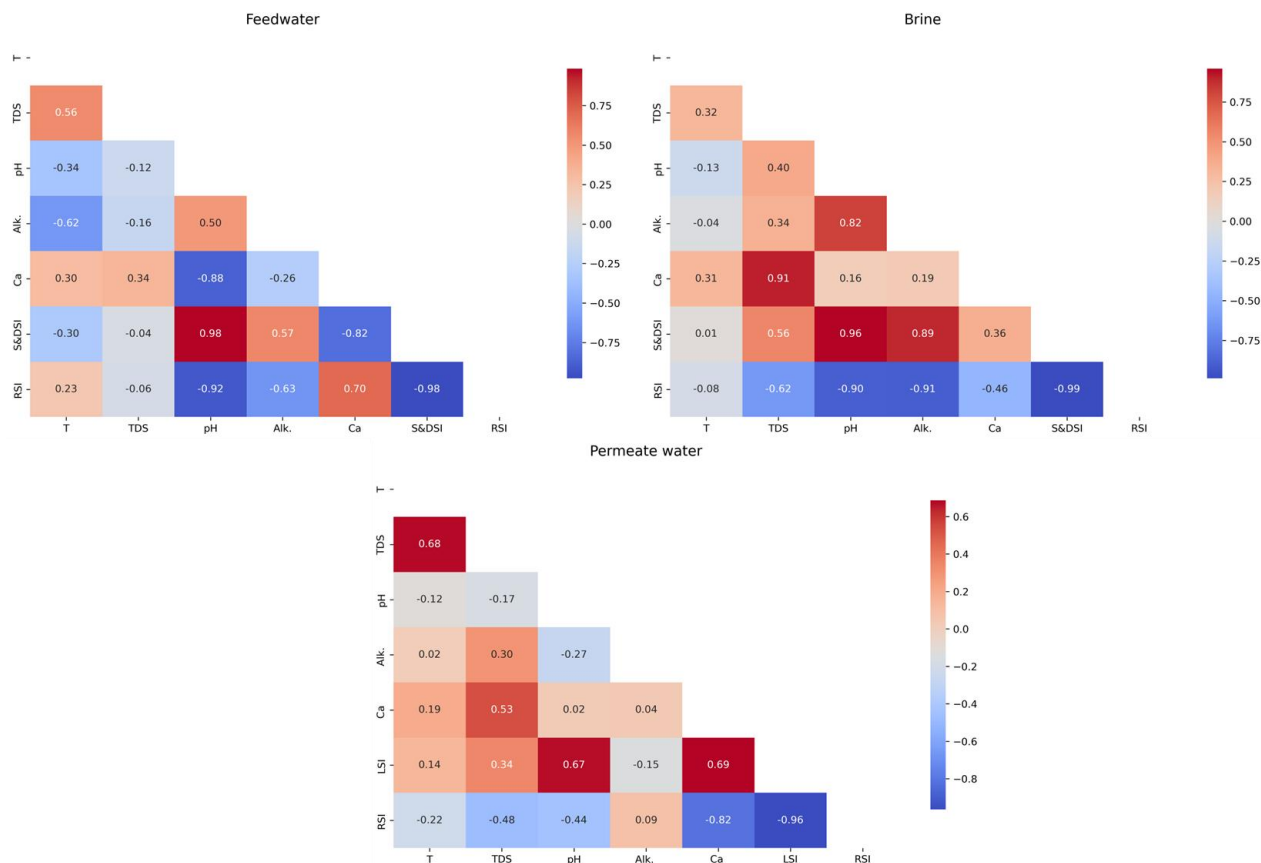 Feedwater
T
TDS 0.56
pH -0.34 -0.12
Alk. -0.62 -0.16 0.50
Ca 0.30 0.34 -0.88 -0.26
S&DSI -0.30 -0.04 0.98 0.57 -0.82
RSI 0.23 -0.06 -0.92 -0.63 0.70 -0.98
T TDS pH Alk. Ca S&DSI RSI
0.75
0.50
0.25
0.00
−0.25
−0.50
−0.75
Brine
T
TDS 0.32
pH -0.13 0.40
Alk. -0.04 0.34 0.82
Ca 0.31 0.91 0.16 0.19
S&DSI 0.01 0.56 0.96 0.89 0.36
RSI -0.08 -0.62 -0.90 -0.91 -0.46 -0.99
T TDS pH Alk. Ca S&DSI RSI
0.75
0.50
0.25
0.00
−0.25
−0.50
−0.75
Permeate water
T
TDS 0.68
pH -0.12 -0.17
Alk. 0.02 0.30 -0.27
Ca 0.19 0.53 0.02 0.04
LSI 0.14 0.34 0.67 -0.15 0.69
RSI -0.22 -0.48 -0.44 0.09 -0.82 -0.96
T TDS pH Alk. Ca LSI RSI
0.6
0.4
0.2
0.0
−0.2
−0.4
−0.6
−0.8